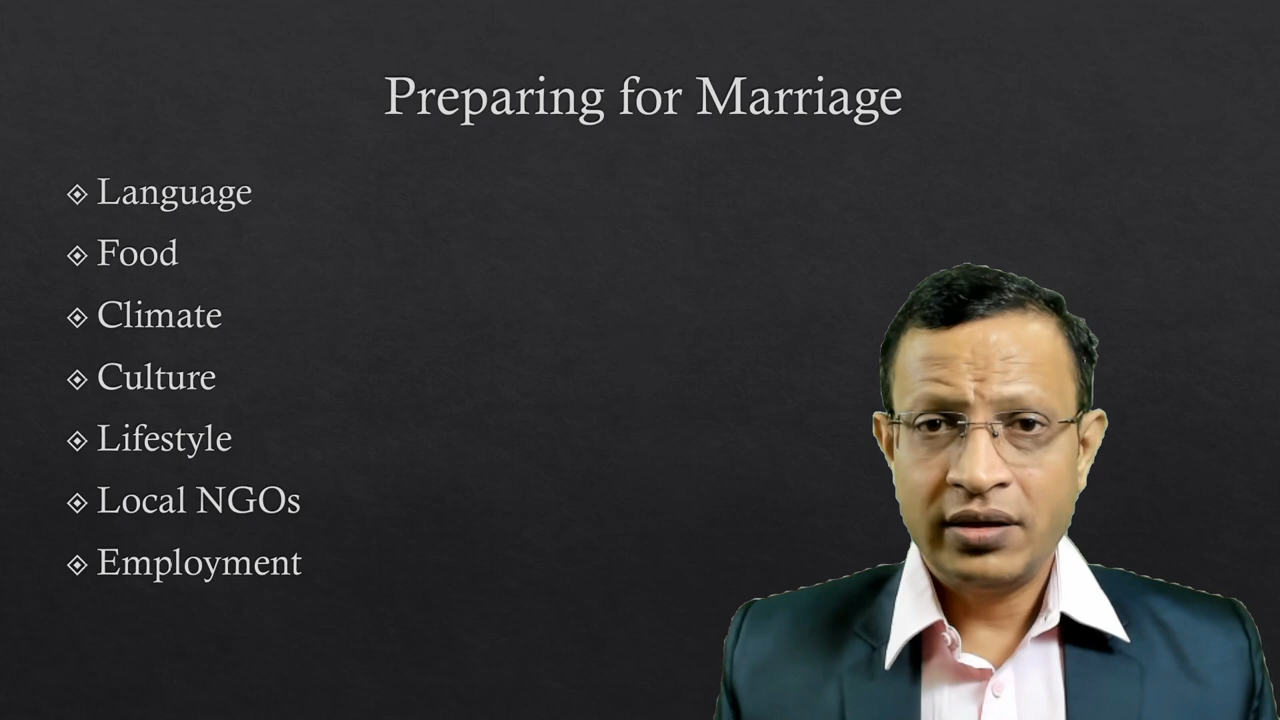 Preparing for Marriage
Language
Food
Climate
Culture
Lifestyle
Local NGOs
Employment